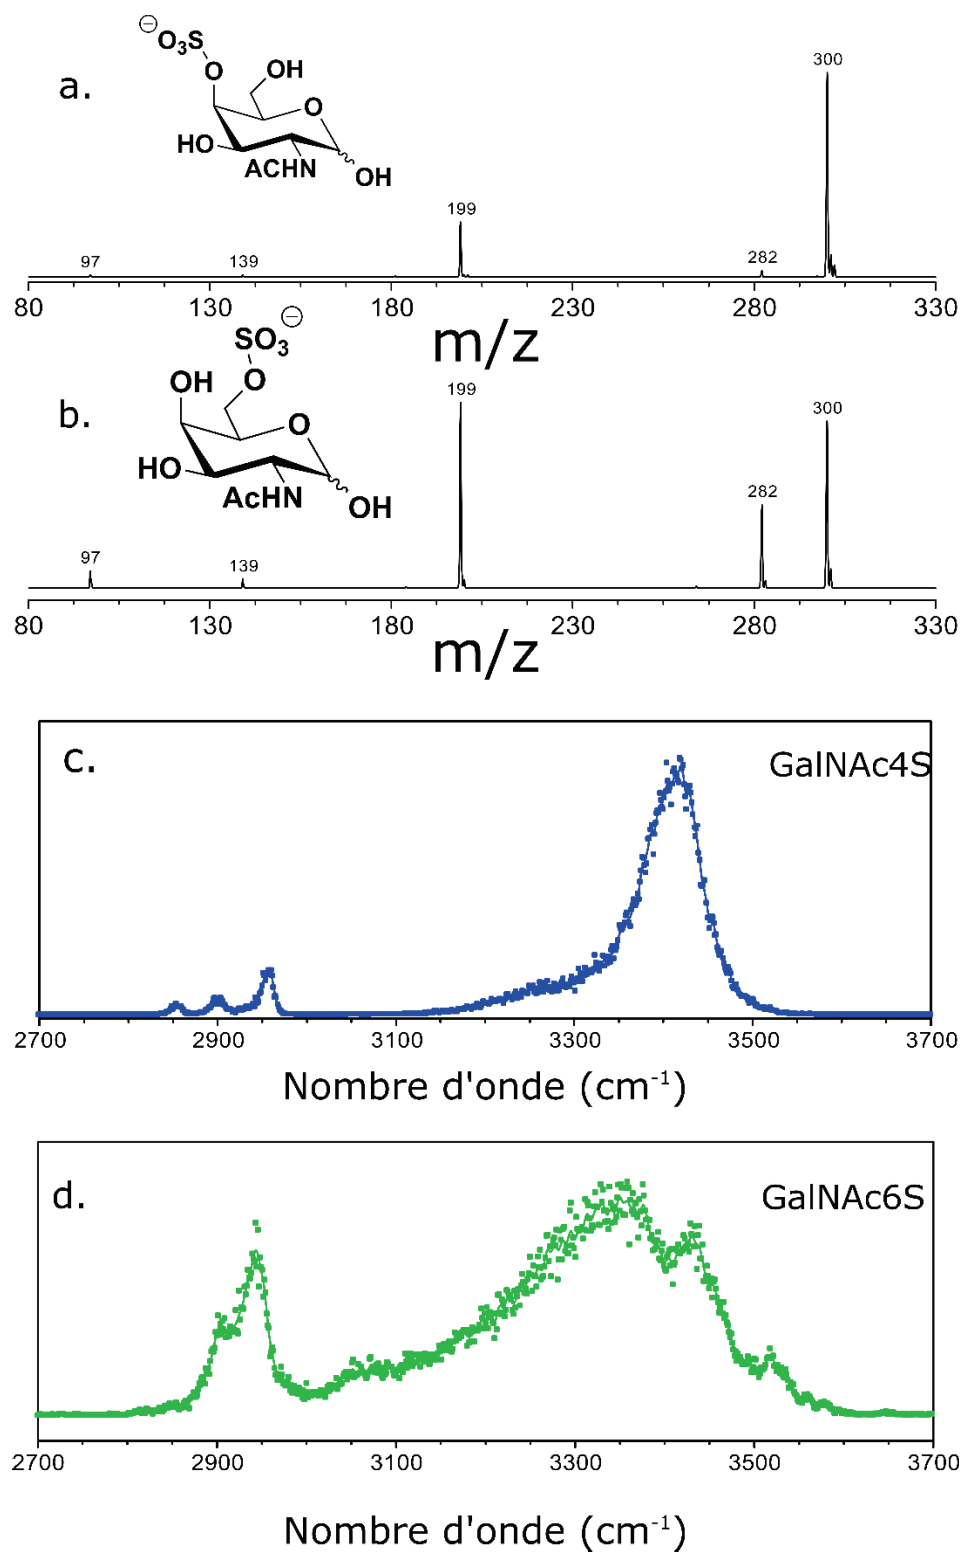 a.
⊖
O₃S
O
OH
O
HO
ACHN
OH
97
139
199
282
300
80 130 180 230 280 330
m/z
b.
⊖
SO₃
OH
O
O
HO
AcHN
OH
97
139
199
282
300
80 130 180 230 280 330
m/z
c.
GalNAc4S
2700 2900 3100 3300 3500 3700
Nombre d'onde (cm⁻¹)
d.
GalNAc6S
2700 2900 3100 3300 3500 3700
Nombre d'onde (cm⁻¹)